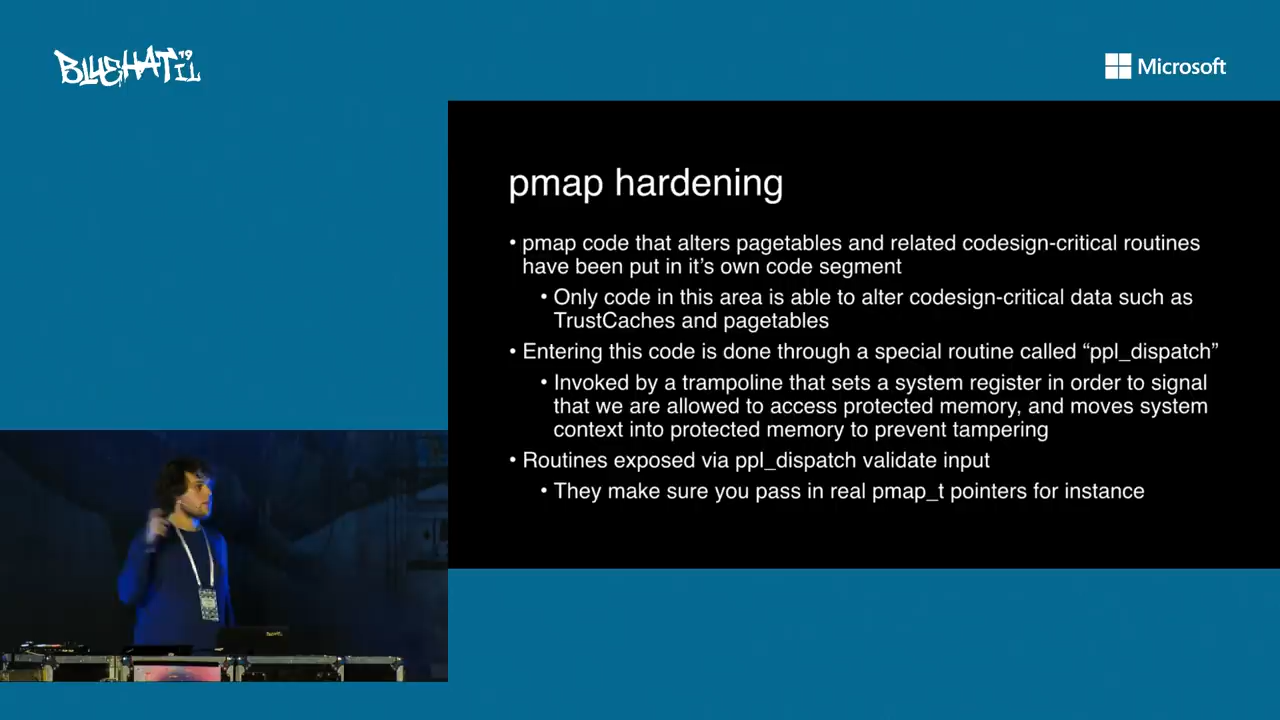 BLUEHAT IL 19
Microsoft
pmap hardening
• pmap code that alters pagetables and related codesign-critical routines
have been put in it’s own code segment
• Only code in this area is able to alter codesign-critical data such as
TrustCaches and pagetables
• Entering this code is done through a special routine called “ppl_dispatch”
• Invoked by a trampoline that sets a system register in order to signal
that we are allowed to access protected memory, and moves system
context into protected memory to prevent tampering
• Routines exposed via ppl_dispatch validate input
• They make sure you pass in real pmap_t pointers for instance